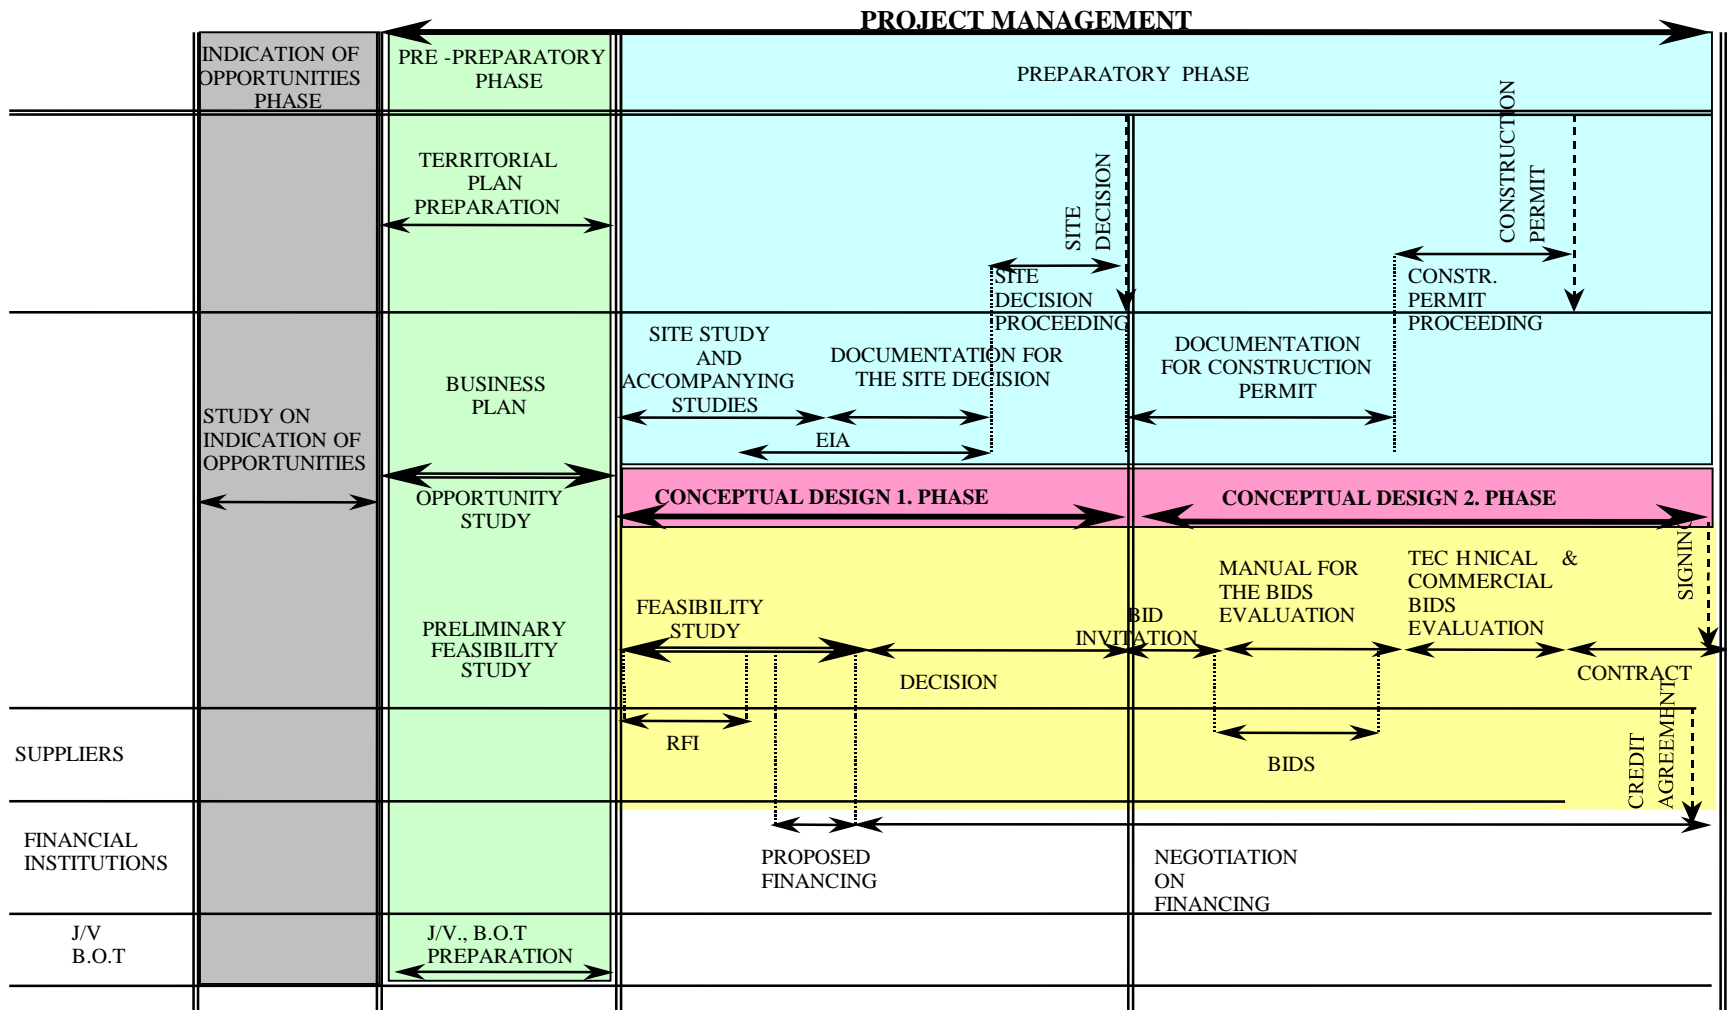 PROJECT MANAGEMENT
INDICATION OF
OPPORTUNITIES
PHASE
PRE -PREPARATORY
PHASE
PREPARATORY PHASE
TERRITORIAL
PLAN
PREPARATION
SITE
DECISION
CONSTRUCTION
PERMIT
SITE
DECISION
PROCEEDING
CONSTR.
PERMIT
PROCEEDING
STUDY ON
INDICATION OF
OPPORTUNITIES
BUSINESS
PLAN
SITE STUDY
AND
ACCOMPANYING
STUDIES
DOCUMENTATION FOR
THE SITE DECISION
EIA
DOCUMENTATION
FOR CONSTRUCTION
PERMIT
OPPORTUNITY
STUDY
CONCEPTUAL DESIGN 1. PHASE
CONCEPTUAL DESIGN 2. PHASE
PRELIMINARY
FEASIBILITY
STUDY
FEASIBILITY
STUDY
DECISION
BID
INVITATION
MANUAL FOR
THE BIDS
EVALUATION
TEC HNICAL &
COMMERCIAL
BIDS
EVALUATION
SIGNING
CONTRACT
SUPPLIERS
RFI
BIDS
CREDIT
AGREEMENT
FINANCIAL
INSTITUTIONS
PROPOSED
FINANCING
NEGOTIATION
ON
FINANCING
J/V
B.O.T
J/V., B.O.T
PREPARATION